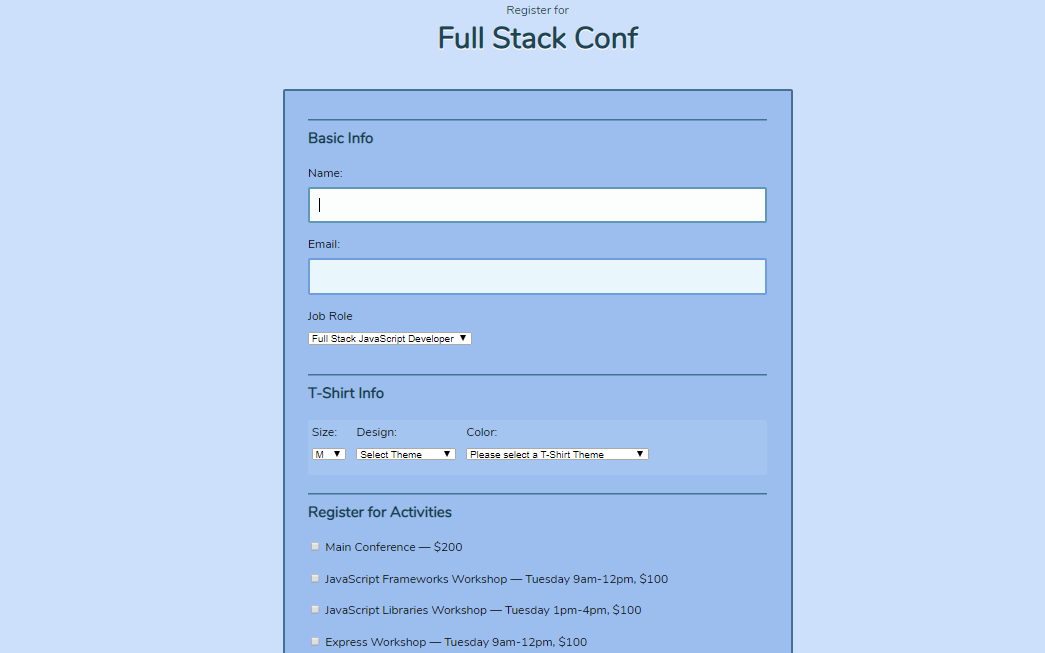 Register for
Full Stack Conf
Basic Info
Name:
Email:
Job Role
Full Stack JavaScript Developer
T-Shirt Info
Size: Design: Color:
M Select Theme Please select a T-Shirt Theme
Register for Activities
Main Conference — $200
JavaScript Frameworks Workshop — Tuesday 9am-12pm, $100
JavaScript Libraries Workshop — Tuesday 1pm-4pm, $100
Express Workshop — Tuesday 9am-12pm, $100